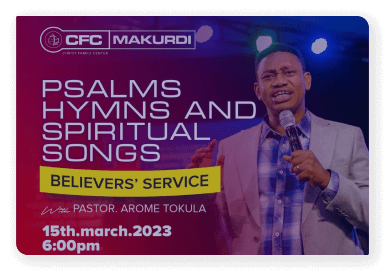 CFC MAKURDI
CHRIST FAMILY CENTER
PSALMS
HYMNS AND
SPIRITUAL
SONGS
BELIEVERS' SERVICE
With PASTOR. AROME TOKULA
15th.march.2023
6:00pm